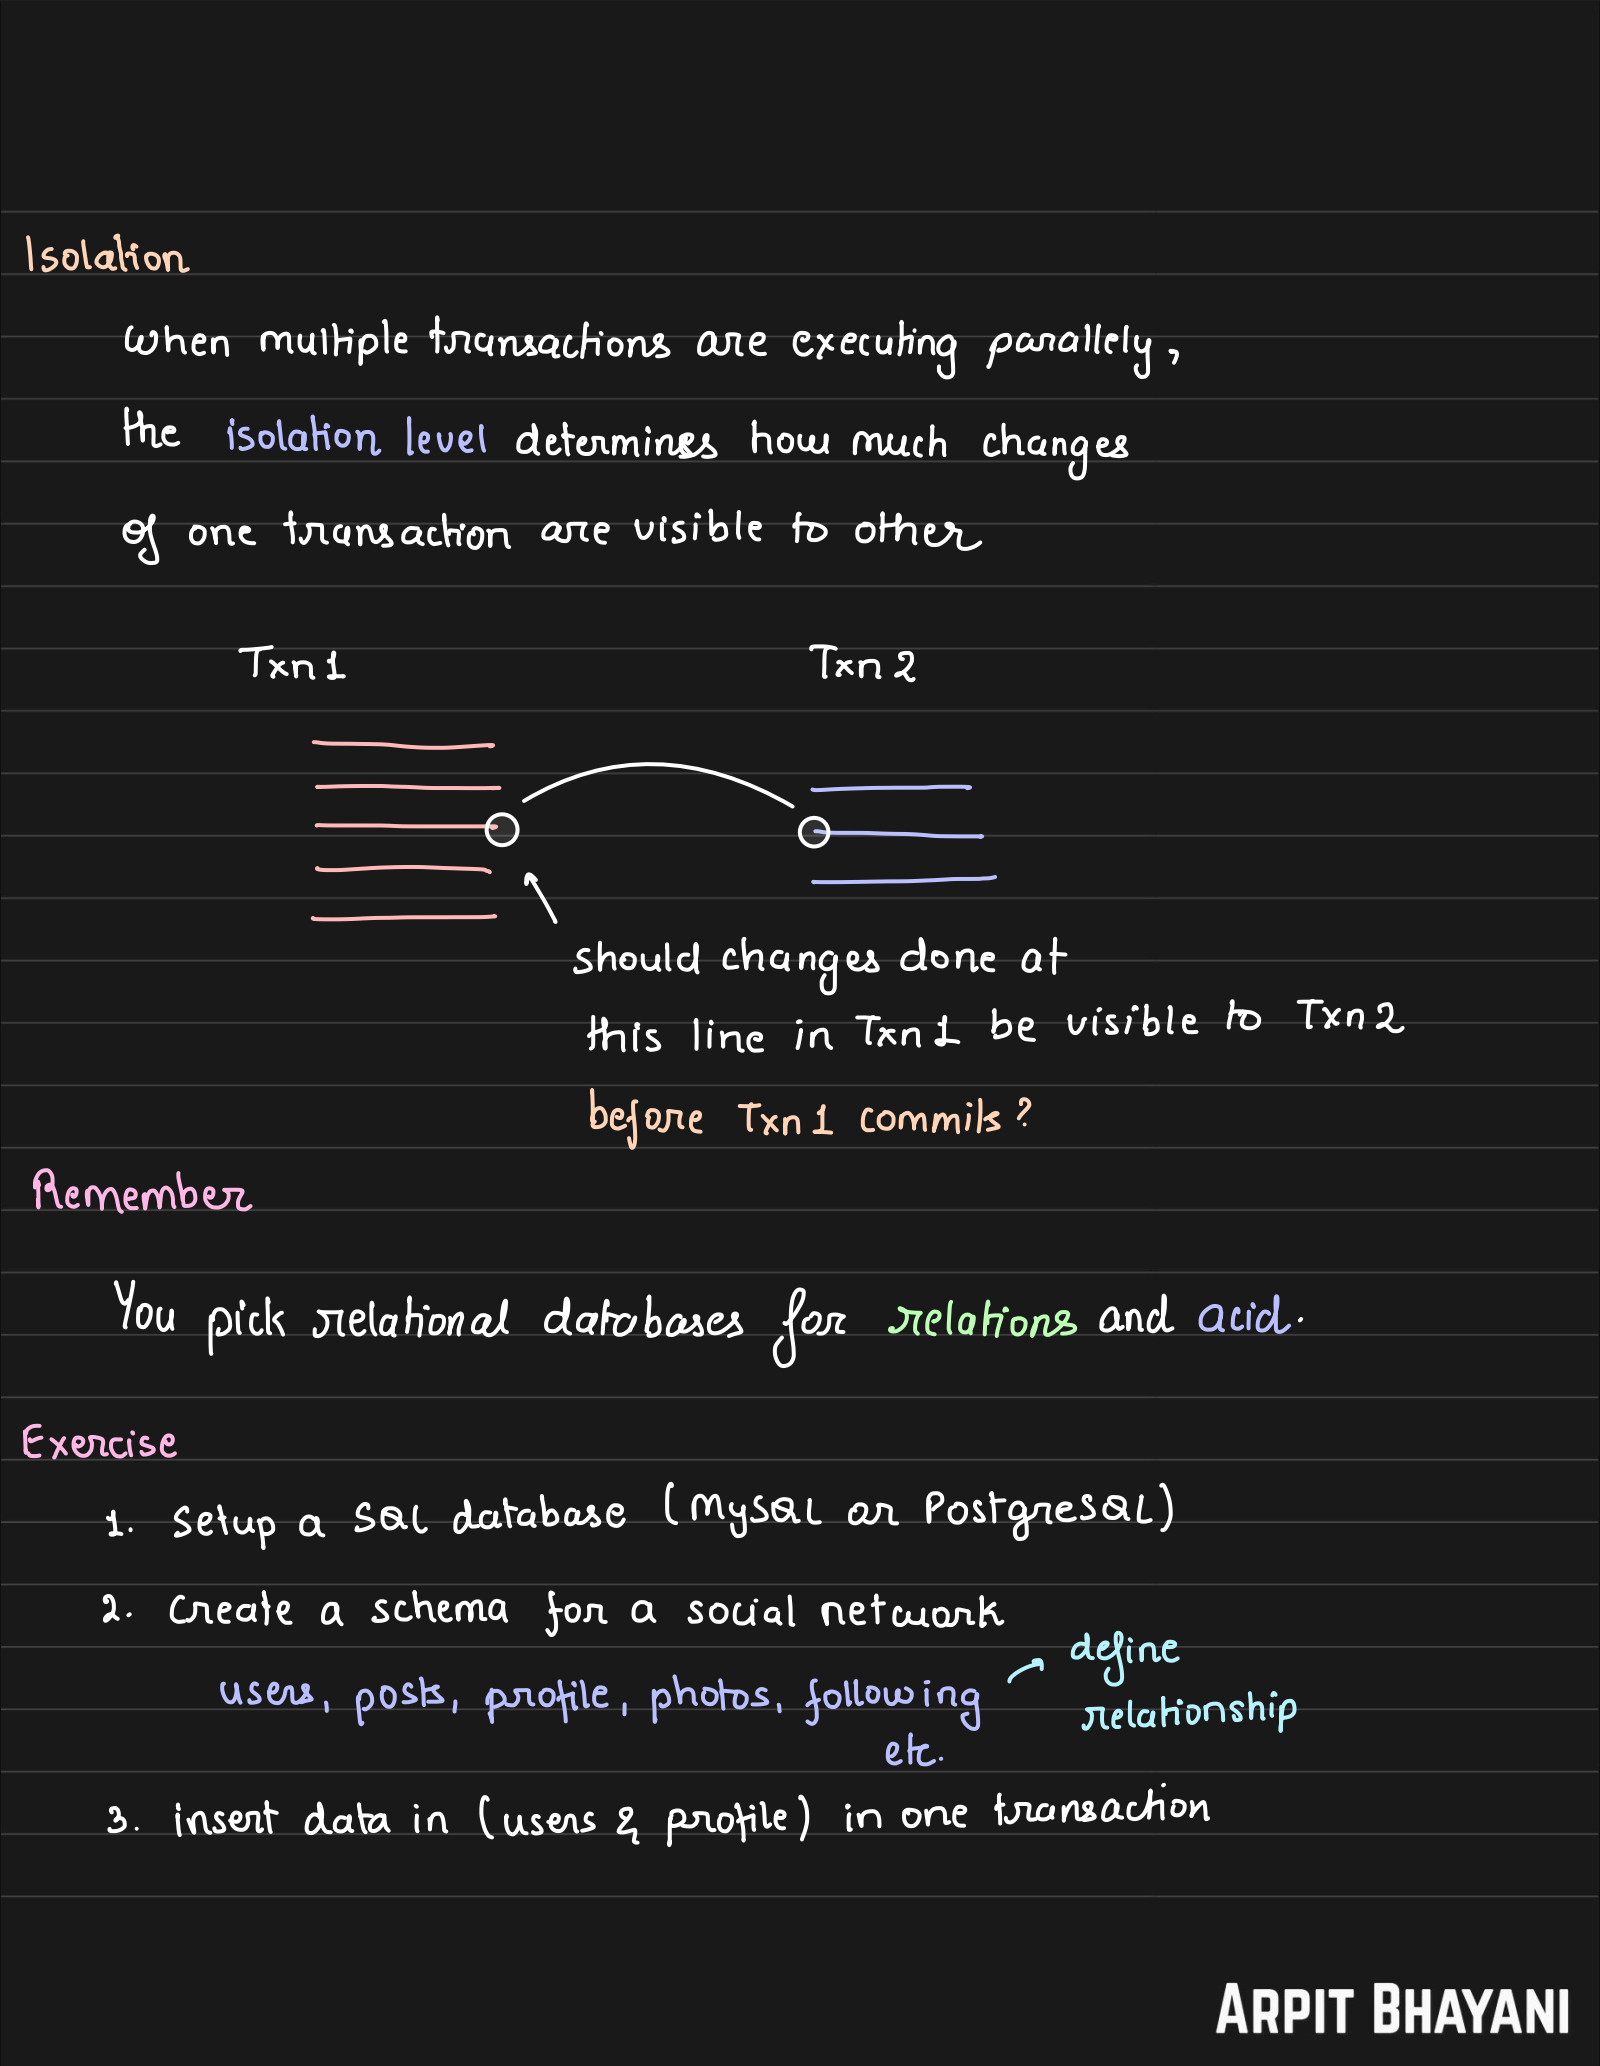 Isolation
When multiple transactions are executing parallely,
the isolation level determines how much changes
of one transaction are visible to other
Txn 1 Txn 2
should changes done at
this line in Txn 1 be visible to Txn 2
before Txn 1 commits?
Remember
You pick relational databases for relations and acid.
Exercise
1. Setup a SQL database (MySQL or PostgreSQL)
2. Create a schema for a social network
users, posts, profile, photos, following
etc.
define
relationship
3. insert data in (users & profile) in one transaction
ARPIT BHAYANI